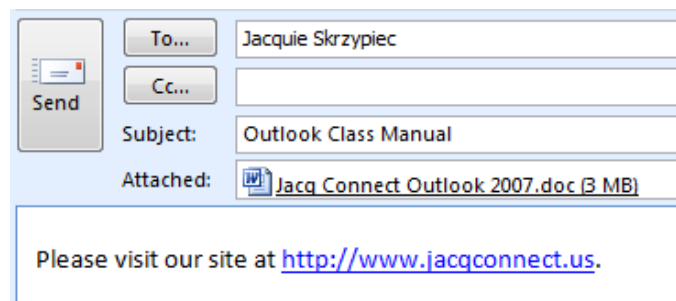 To... Jacquie Skrzypiec
Cc...
Send
Subject: Outlook Class Manual
Attached: Jacq Connect Outlook 2007.doc (3 MB)
Please visit our site at http://www.jacqconnect.us.